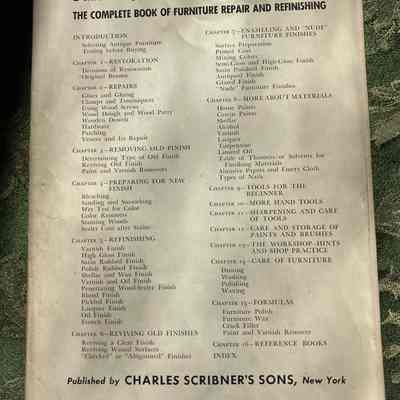 THE COMPLETE BOOK OF FURNITURE REPAIR AND REFINISHING
INTRODUCTION
Selecting Antique Furniture
Testing before Buying
CHAPTER 1—RESTORATION
Divisions of Restoration
Original Beauty
CHAPTER 2—REPAIRS
Glues and Gluing
Clamps and Tourniquets
Using Wood Screws
Wood Dough and Wood Putty
Wooden Dowels
Hardware
Patching
Veneer and Its Repair
CHAPTER 3—REMOVING OLD FINISH
Determining Type of Old Finish
Reviving Old Finish
Paint and Varnish Removers
CHAPTER 4—PREPARING FOR NEW
FINISH
Bleaching
Sanding and Smoothing
Wet Test for Color
Color Retainers
Staining Woods
Sealer Coat after Stains
CHAPTER 5—REFINISHING
Varnish Finish
High Gloss Finish
Satin Rubbed Finish
Polish Rubbed Finish
Shellac and Wax Finish
Varnish and Oil Finish
Penetrating Wood-Sealer Finish
Blond Finish
Pickled Finish
Lacquer Finish
Oil Finish
French Finish
CHAPTER 6—REVIVING OLD FINISHES
Reviving a Clear Finish
Reviving Waxed Surfaces
"Checked" or "Alligatored" Finishes
CHAPTER 7—ENAMELING AND "NUDE"
FURNITURE FINISHES
Surface Preparation
Primer Coat
Mixing Colors
Semi-Gloss and High-Gloss Finish
Satin Polished Finish
Antiqued Finish
Glazed Finish
"Nude" Furniture Finishes
CHAPTER 8—MORE ABOUT MATERIALS
House Paints
Casein Paints
Shellac
Alcohol
Varnish
Lacquer
Turpentine
Linseed Oil
Table of Thinners or Solvents for
Finishing Materials
Abrasive Papers and Emery Cloth
Types of Nails
CHAPTER 9—TOOLS FOR THE
BEGINNER
CHAPTER 10—MORE HAND TOOLS
CHAPTER 11—SHARPENING AND CARE
OF TOOLS
CHAPTER 12—CARE AND STORAGE OF
PAINTS AND BRUSHES
CHAPTER 13—THE WORKSHOP-HINTS
AND SHOP PRACTICE
CHAPTER 14—CARE OF FURNITURE
Dusting
Washing
Polishing
Waxing
CHAPTER 15—FORMULAS
Furniture Polish
Furniture Wax
Crack Filler
Paint and Varnish Removers
CHAPTER 16—REFERENCE BOOKS
INDEX
Published by CHARLES SCRIBNER'S SONS, New York